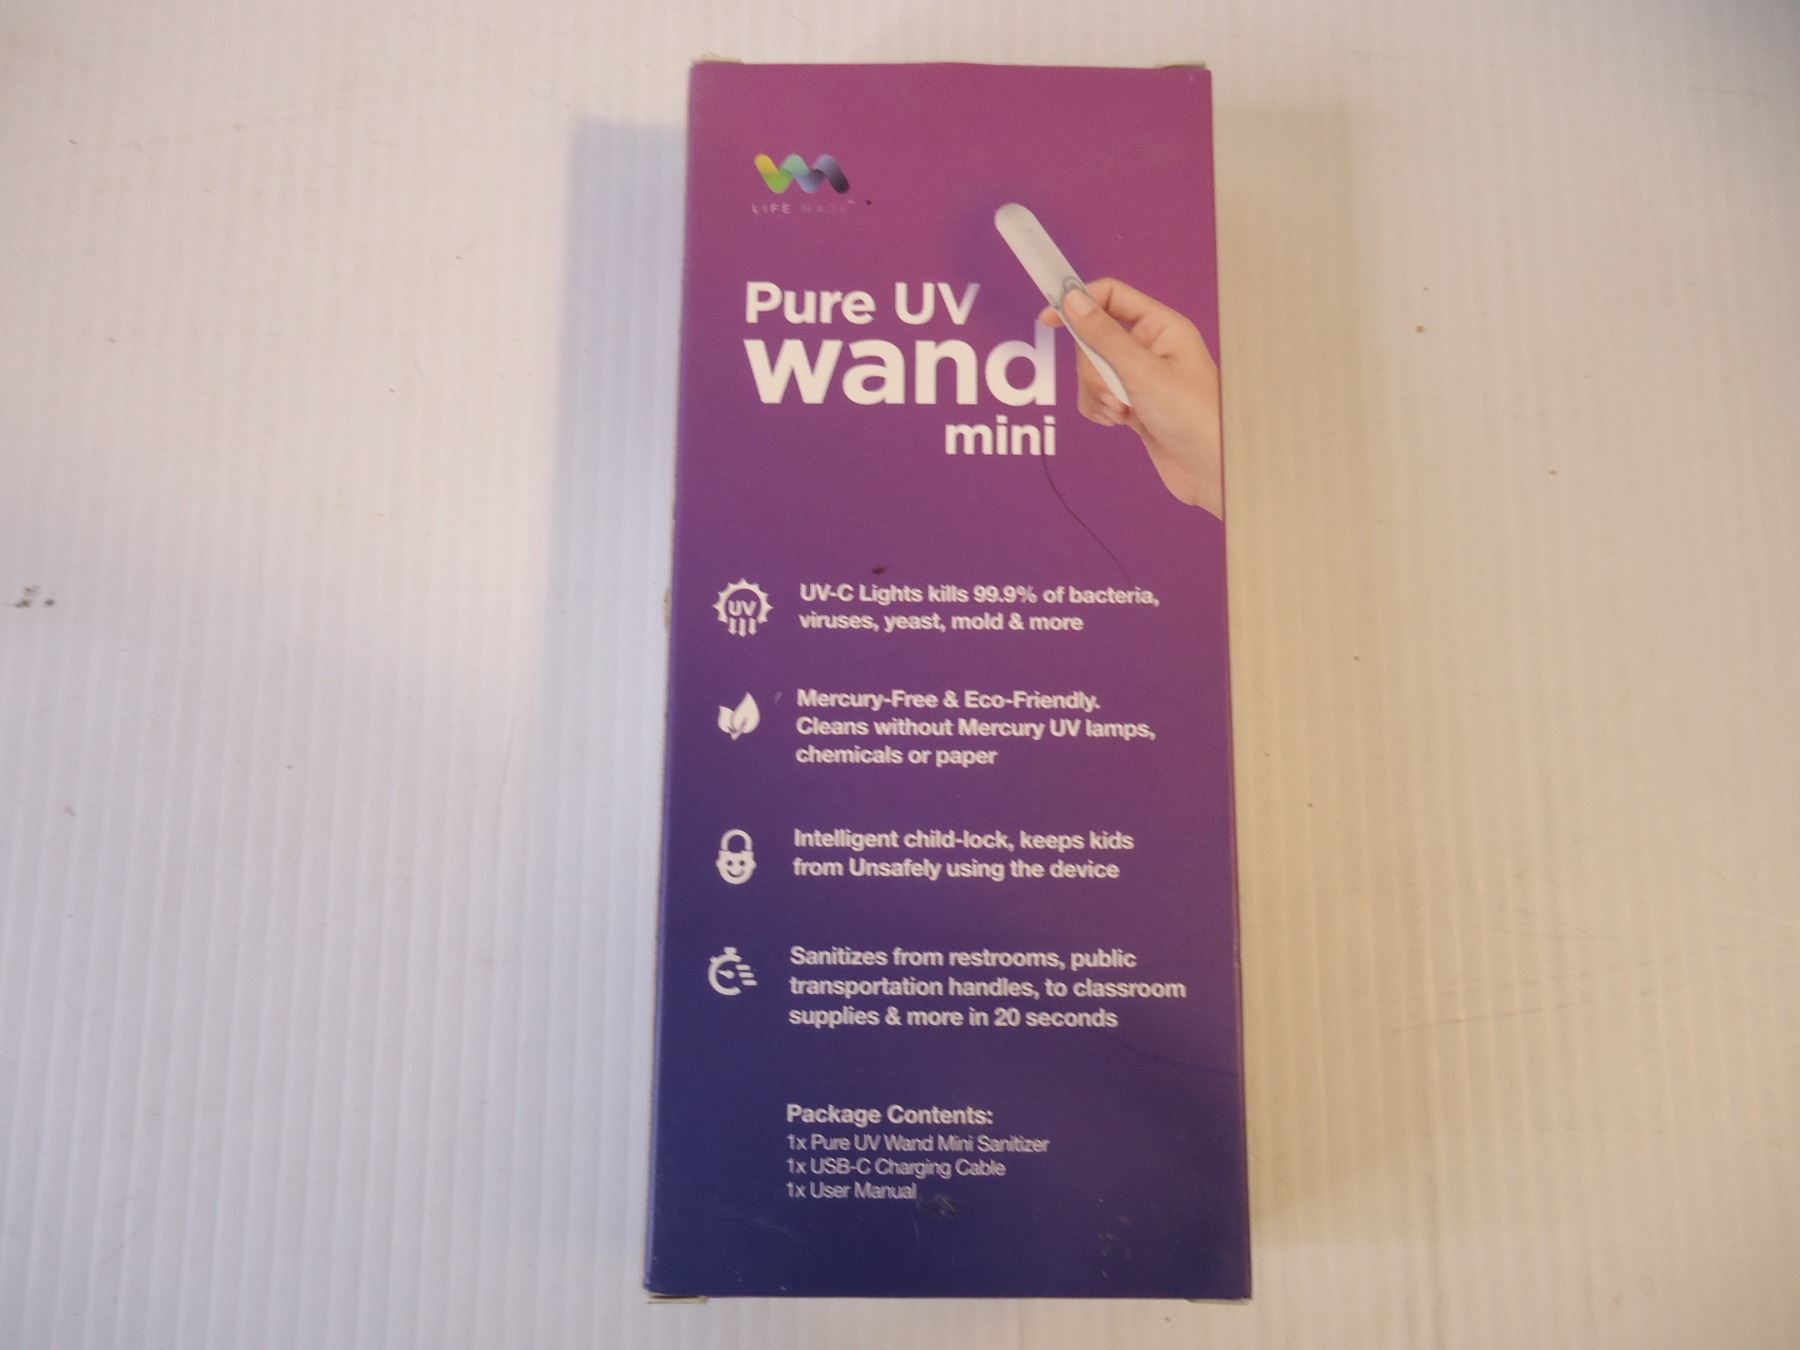 LIFE MADE™
Pure UV
wand
mini
UV
UV-C Lights kills 99.9% of bacteria,
viruses, yeast, mold & more
Mercury-Free & Eco-Friendly.
Cleans without Mercury UV lamps,
chemicals or paper
Intelligent child-lock, keeps kids
from Unsafely using the device
Sanitizes from restrooms, public
transportation handles, to classroom
supplies & more in 20 seconds
Package Contents:
1x Pure UV Wand Mini Sanitizer
1x USB-C Charging Cable
1x User Manual